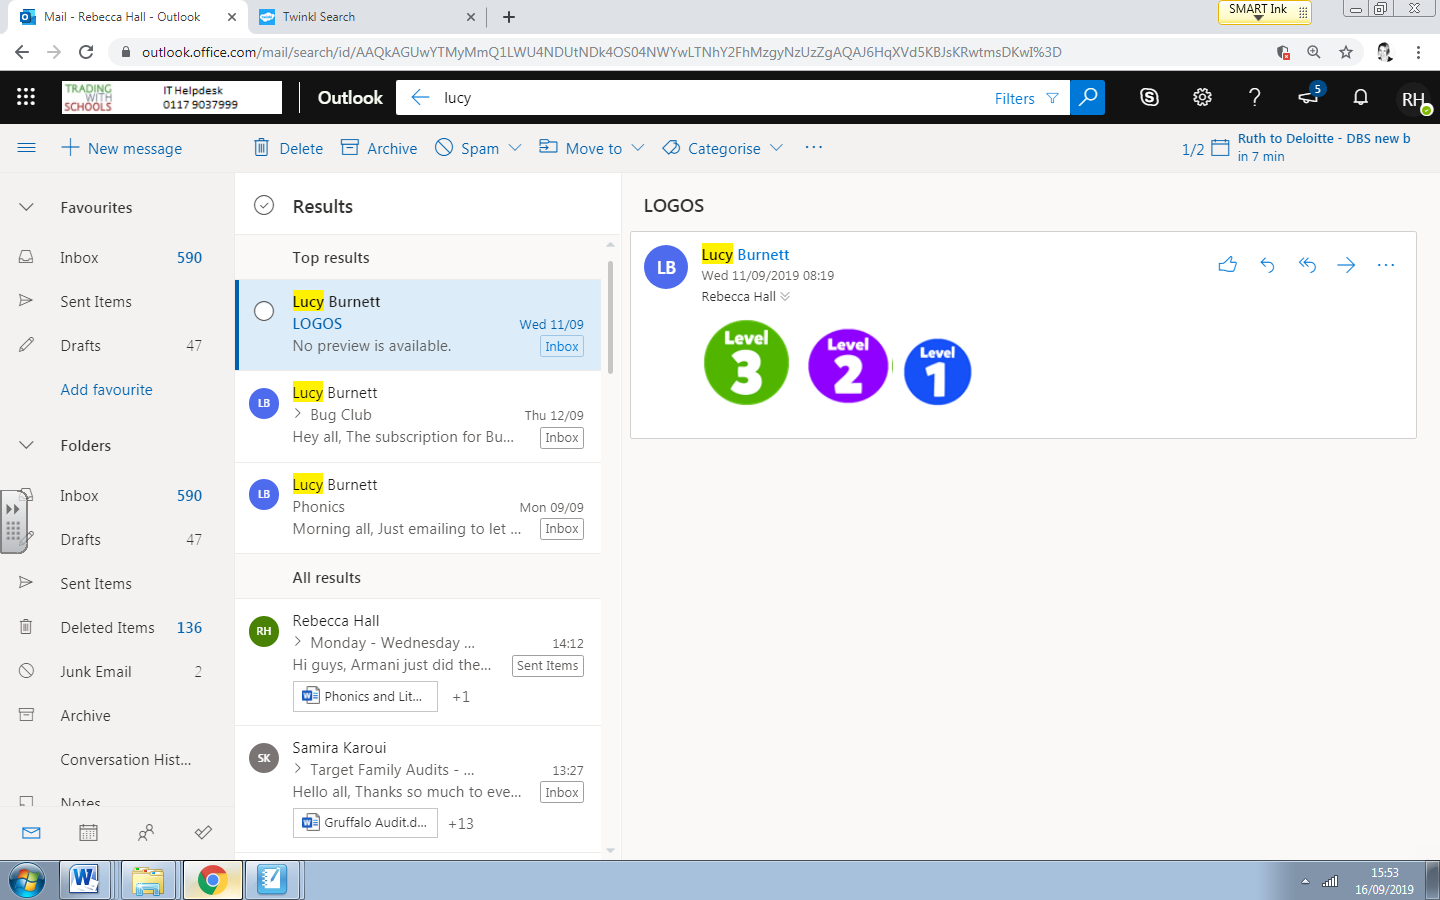 Mail - Rebecca Hall - Outlook
Twinkl Search
SMART Ink
outlook.office.com/mail/search/id/AAQkAGUwYTMyMmQ1LWU4NDUtNDk4OS04NWYwLTNhY2FhMzgyNzUzZgAQAJ6HqXVd5KBJsKRwtmsDKwI%3D
TRADING WITH SCHOOLS
IT Helpdesk
0117 9037999
Outlook
lucy
Filters
5
RH
New message
Delete
Archive
Spam
Move to
Categorise
1/2
Ruth to Deloitte - DBS new b
in 7 min
Favourites
Inbox 590
Sent Items
Drafts 47
Add favourite
Folders
Inbox 590
Drafts 47
Sent Items
Deleted Items 136
Junk Email 2
Archive
Conversation Hist...
Notes
Results
Top results
Lucy Burnett
LOGOS Wed 11/09
No preview is available. Inbox
LB
Lucy Burnett
Bug Club Thu 12/09
Hey all, The subscription for Bu... Inbox
LB
Lucy Burnett
Phonics Mon 09/09
Morning all, Just emailing to let ... Inbox
All results
RH
Rebecca Hall
Monday - Wednesday ... 14:12
Hi guys, Armani just did the... Sent Items
Phonics and Lit... +1
SK
Samira Karoui
Target Family Audits - ... 13:27
Hello all, Thanks so much to eve... Inbox
Gruffalo Audit.d... +13
LOGOS
LB
Lucy Burnett
Wed 11/09/2019 08:19
Rebecca Hall
Level 3
Level 2
Level 1
15:53
16/09/2019